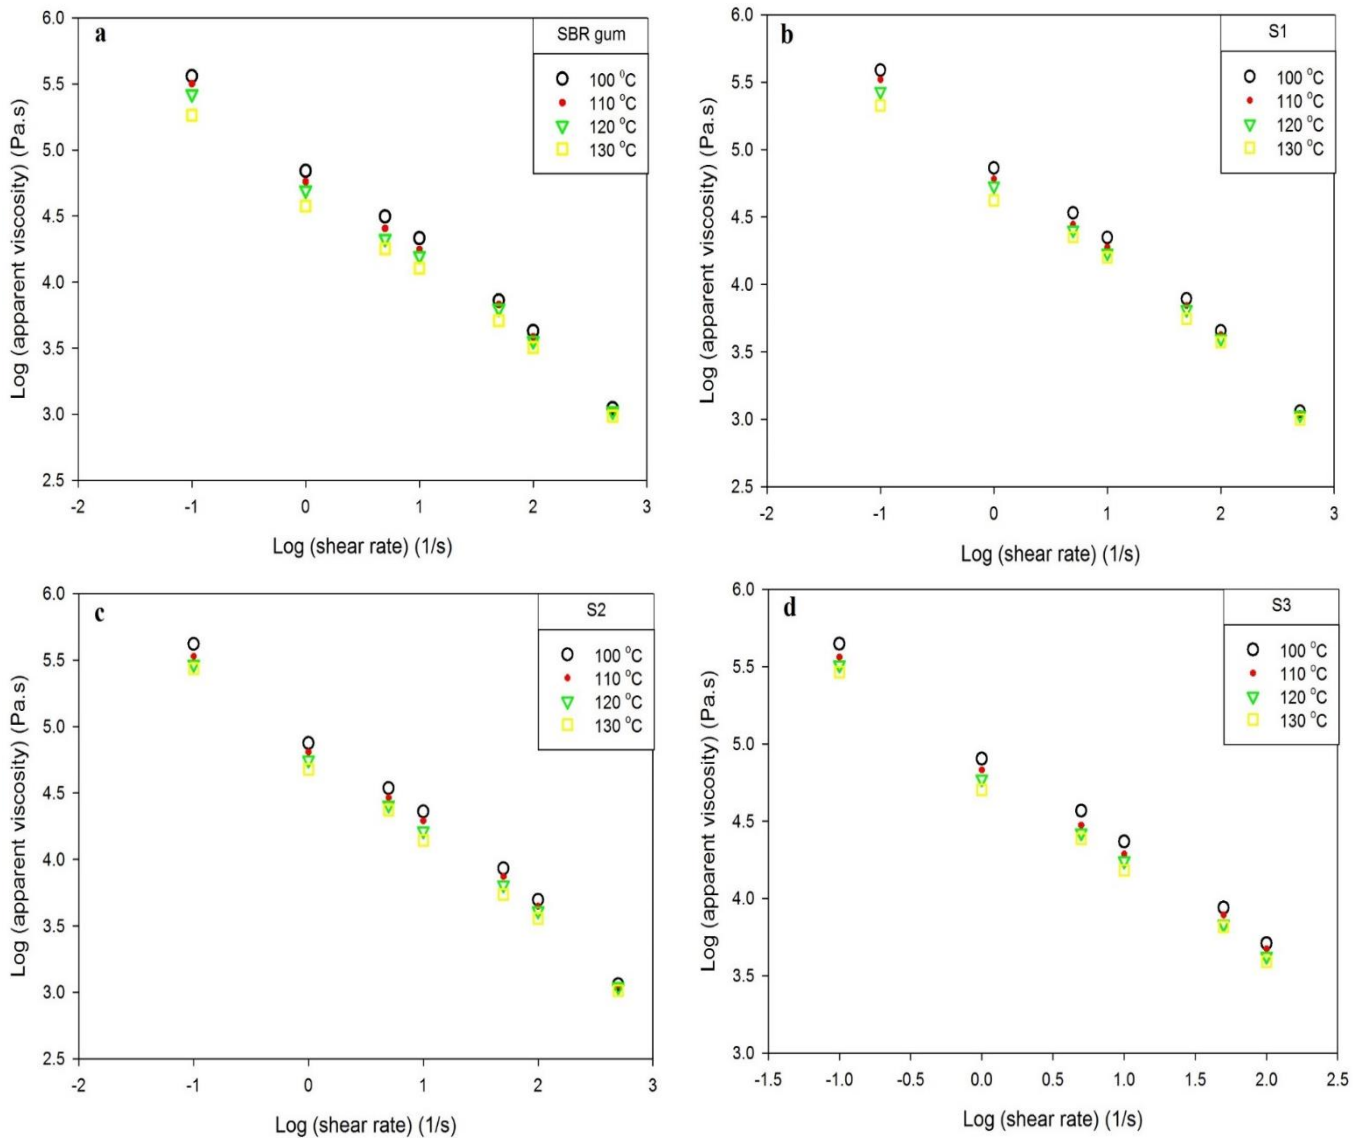 a
SBR gum
100 °C
110 °C
120 °C
130 °C
6.0
5.5
5.0
4.5
4.0
3.5
3.0
2.5
Log (apparent viscosity) (Pa.s)
-2
-1
0
1
2
3
Log (shear rate) (1/s)
b
S1
100 °C
110 °C
120 °C
130 °C
6.0
5.5
5.0
4.5
4.0
3.5
3.0
2.5
Log (apparent viscosity) (Pa.s)
-2
-1
0
1
2
3
Log (shear rate) (1/s)
c
S2
100 °C
110 °C
120 °C
130 °C
6.0
5.5
5.0
4.5
4.0
3.5
3.0
2.5
Log (apparent viscosity) (Pa.s)
-2
-1
0
1
2
3
Log (shear rate) (1/s)
d
S3
100 °C
110 °C
120 °C
130 °C
6.0
5.5
5.0
4.5
4.0
3.5
3.0
Log (apparent viscosity) (Pa.s)
-1.5
-1.0
-0.5
0.0
0.5
1.0
1.5
2.0
2.5
Log (shear rate) (1/s)